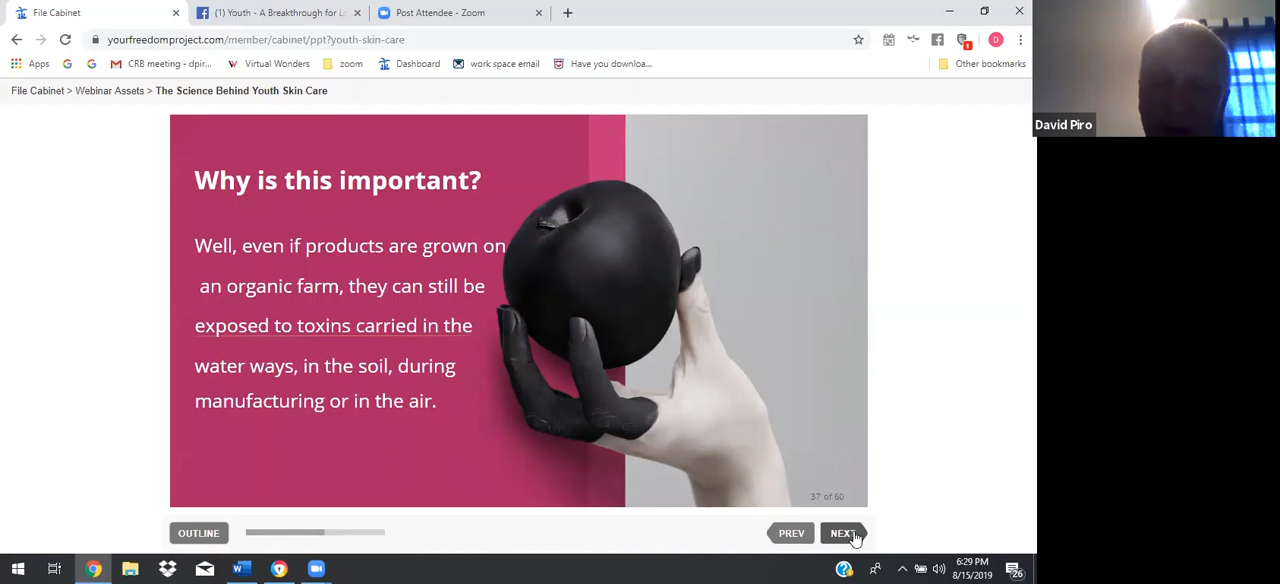 File Cabinet
(1) Youth - A Breakthrough for L
Post Attendee - Zoom
yourfreedomproject.com/member/cabinet/ppt?youth-skin-care
Apps
CRB meeting - dpir...
Virtual Wonders
zoom
Dashboard
work space email
Have you downloa...
Other bookmarks
File Cabinet > Webinar Assets > The Science Behind Youth Skin Care
David Piro
Why is this important?
Well, even if products are grown on
an organic farm, they can still be
exposed to toxins carried in the
water ways, in the soil, during
manufacturing or in the air.
37 of 60
OUTLINE
PREV
NEXT
6:29 PM
8/15/2019
26